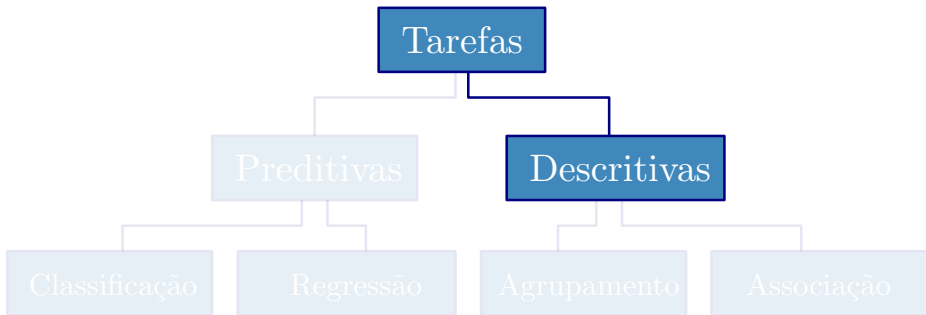 Tarefas
Preditivas
Descritivas
Classificação
Regressão
Agrupamento
Associação